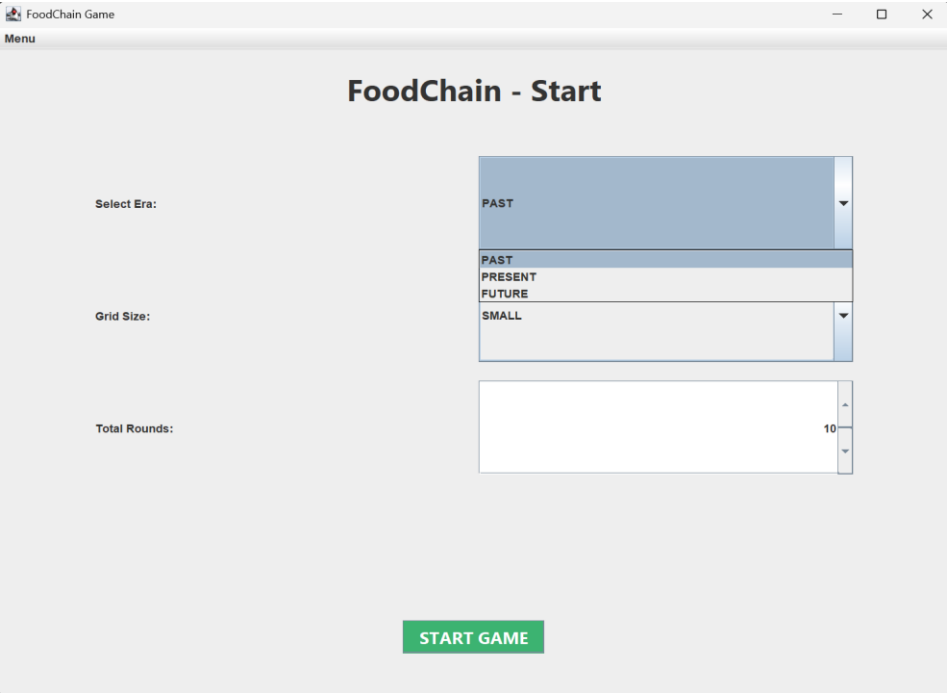 FoodChain Game
Menu
FoodChain - Start
Select Era:
PAST
PAST
PRESENT
FUTURE
Grid Size:
SMALL
Total Rounds:
10
START GAME